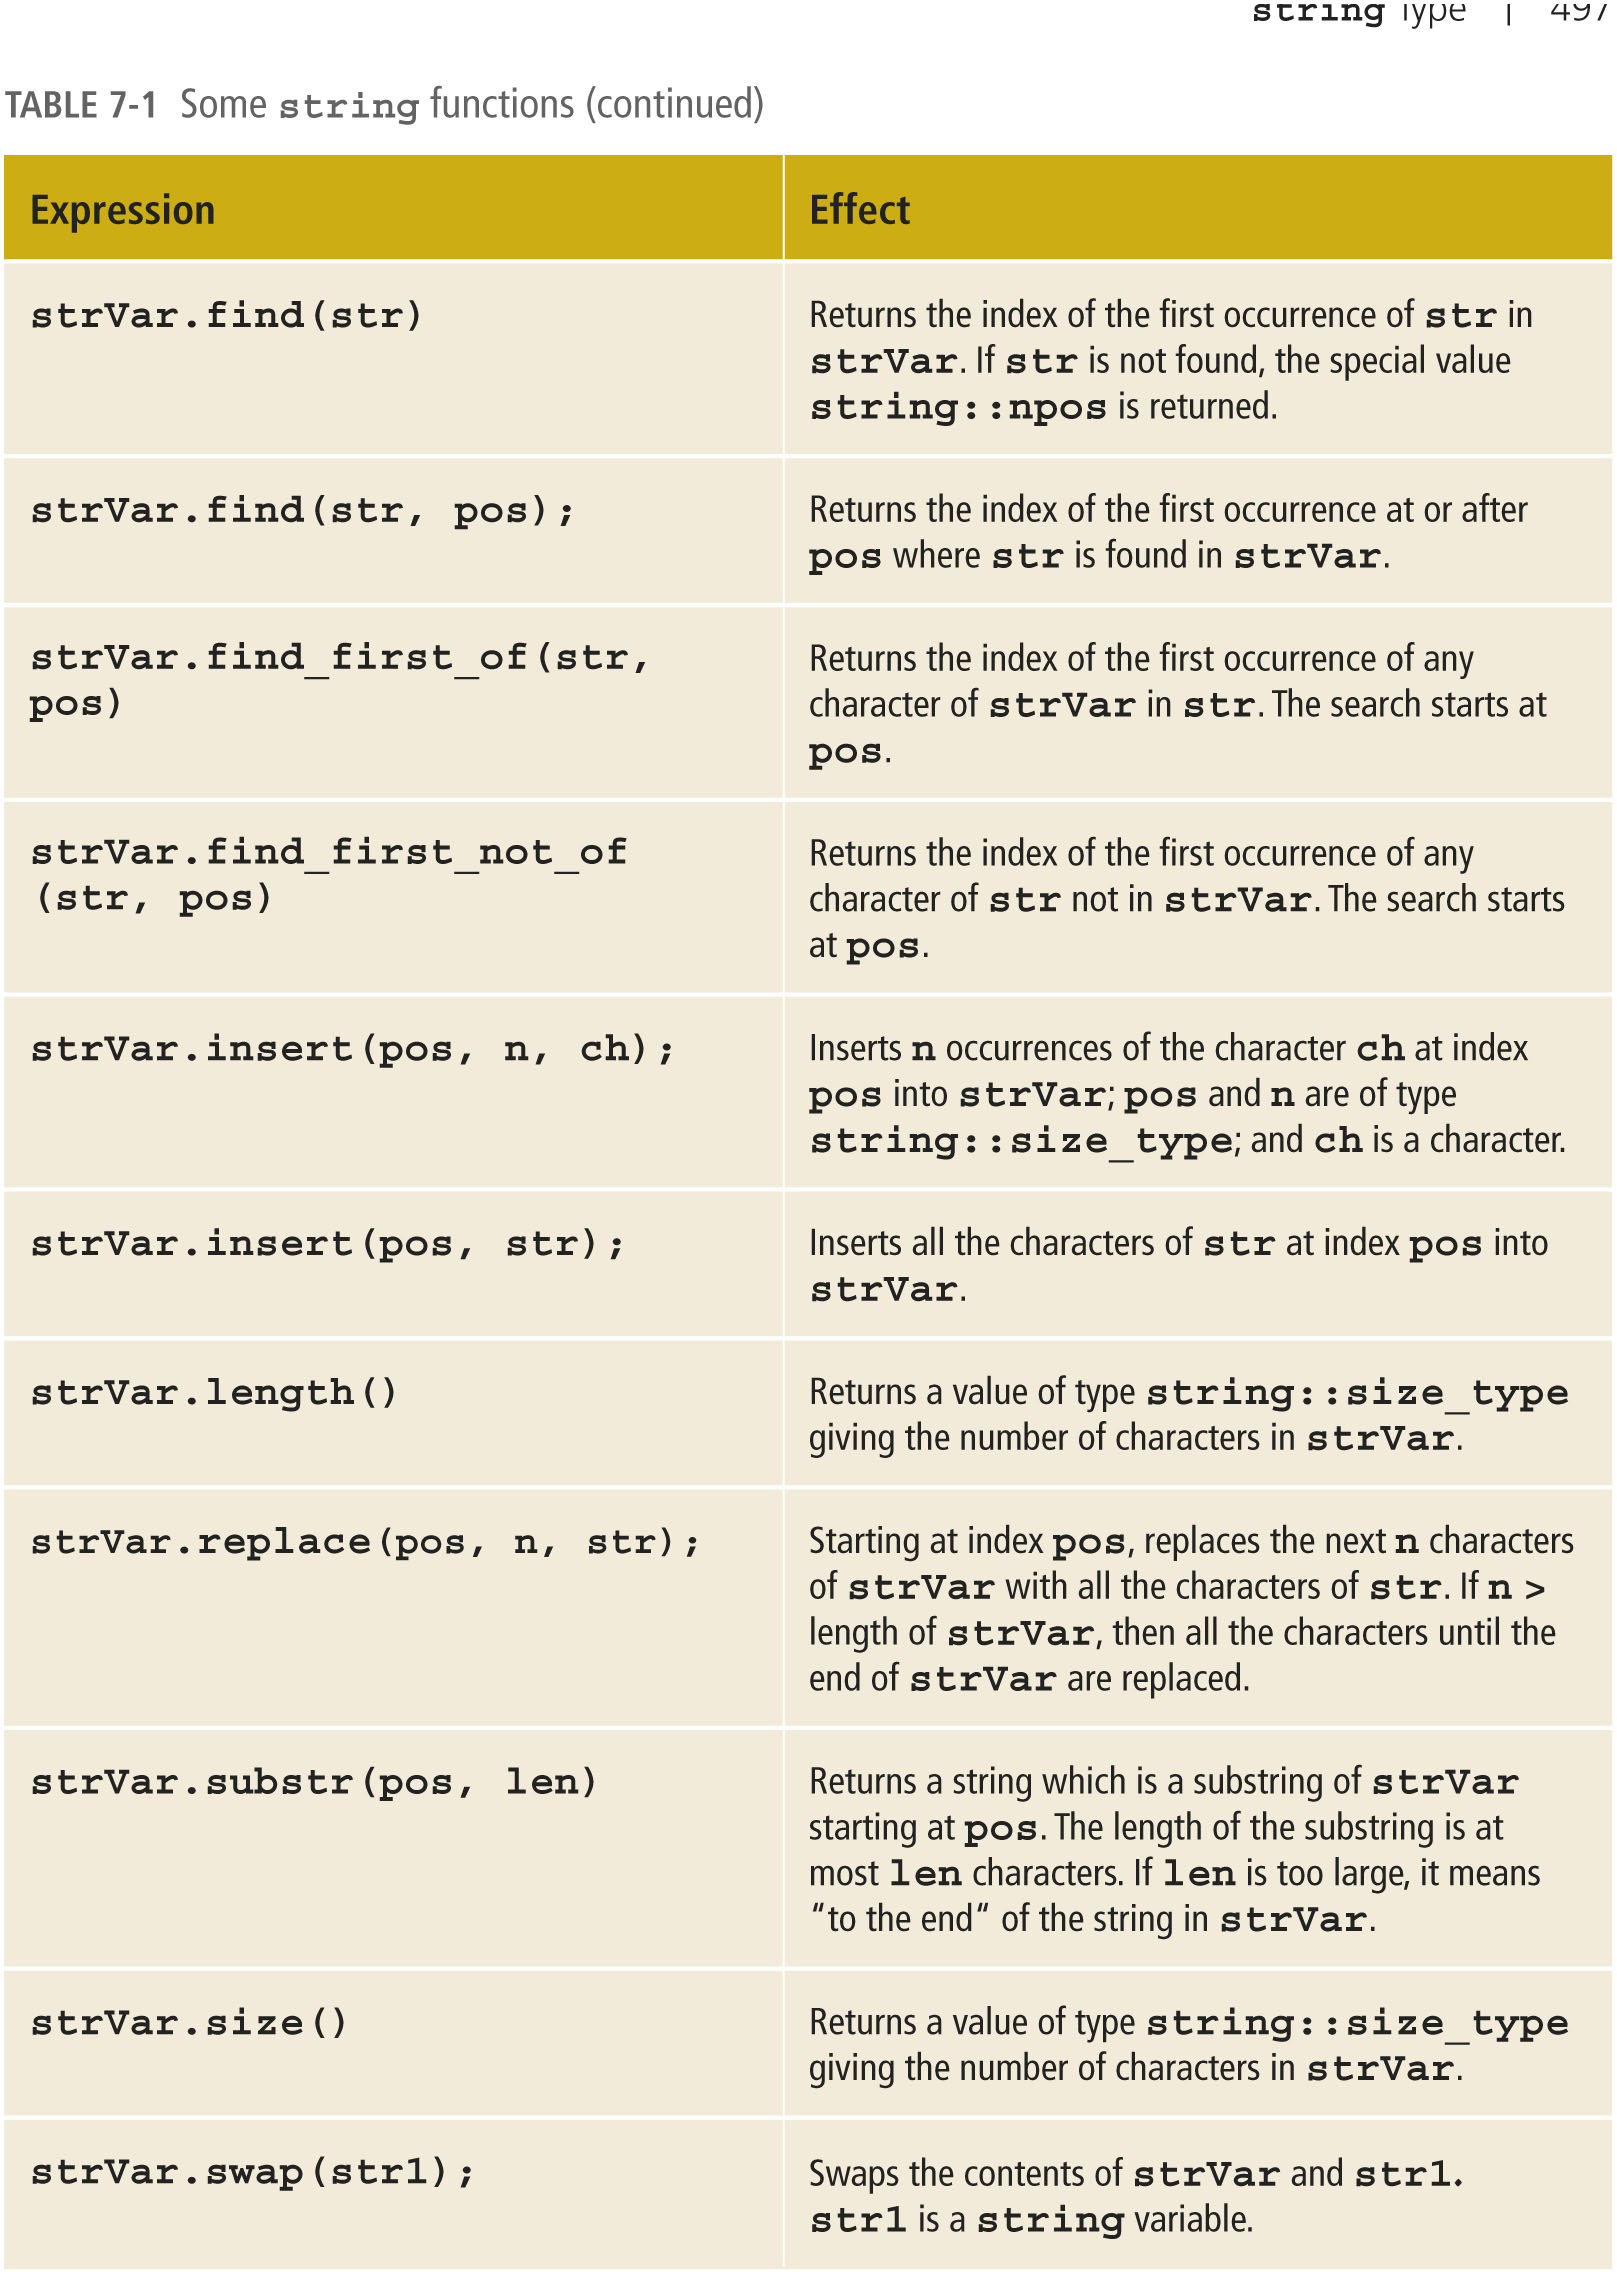 string Type | 497
TABLE 7-1 Some string functions (continued)
Expression
Effect
strVar.find(str)
Returns the index of the first occurrence of str in
strVar. If str is not found, the special value
string::npos is returned.
strVar.find(str, pos);
Returns the index of the first occurrence at or after
pos where str is found in strVar.
strVar.find_first_of(str,
pos)
Returns the index of the first occurrence of any
character of strVar in str. The search starts at
pos.
strVar.find_first_not_of
(str, pos)
Returns the index of the first occurrence of any
character of str not in strVar. The search starts
at pos.
strVar.insert(pos, n, ch);
Inserts n occurrences of the character ch at index
pos into strVar; pos and n are of type
string::size_type; and ch is a character.
strVar.insert(pos, str);
Inserts all the characters of str at index pos into
strVar.
strVar.length()
Returns a value of type string::size_type
giving the number of characters in strVar.
strVar.replace(pos, n, str);
Starting at index pos, replaces the next n characters
of strVar with all the characters of str. If n >
length of strVar, then all the characters until the
end of strVar are replaced.
strVar.substr(pos, len)
Returns a string which is a substring of strVar
starting at pos. The length of the substring is at
most len characters. If len is too large, it means
“to the end“ of the string in strVar.
strVar.size()
Returns a value of type string::size_type
giving the number of characters in strVar.
strVar.swap(str1);
Swaps the contents of strVar and str1.
str1 is a string variable.